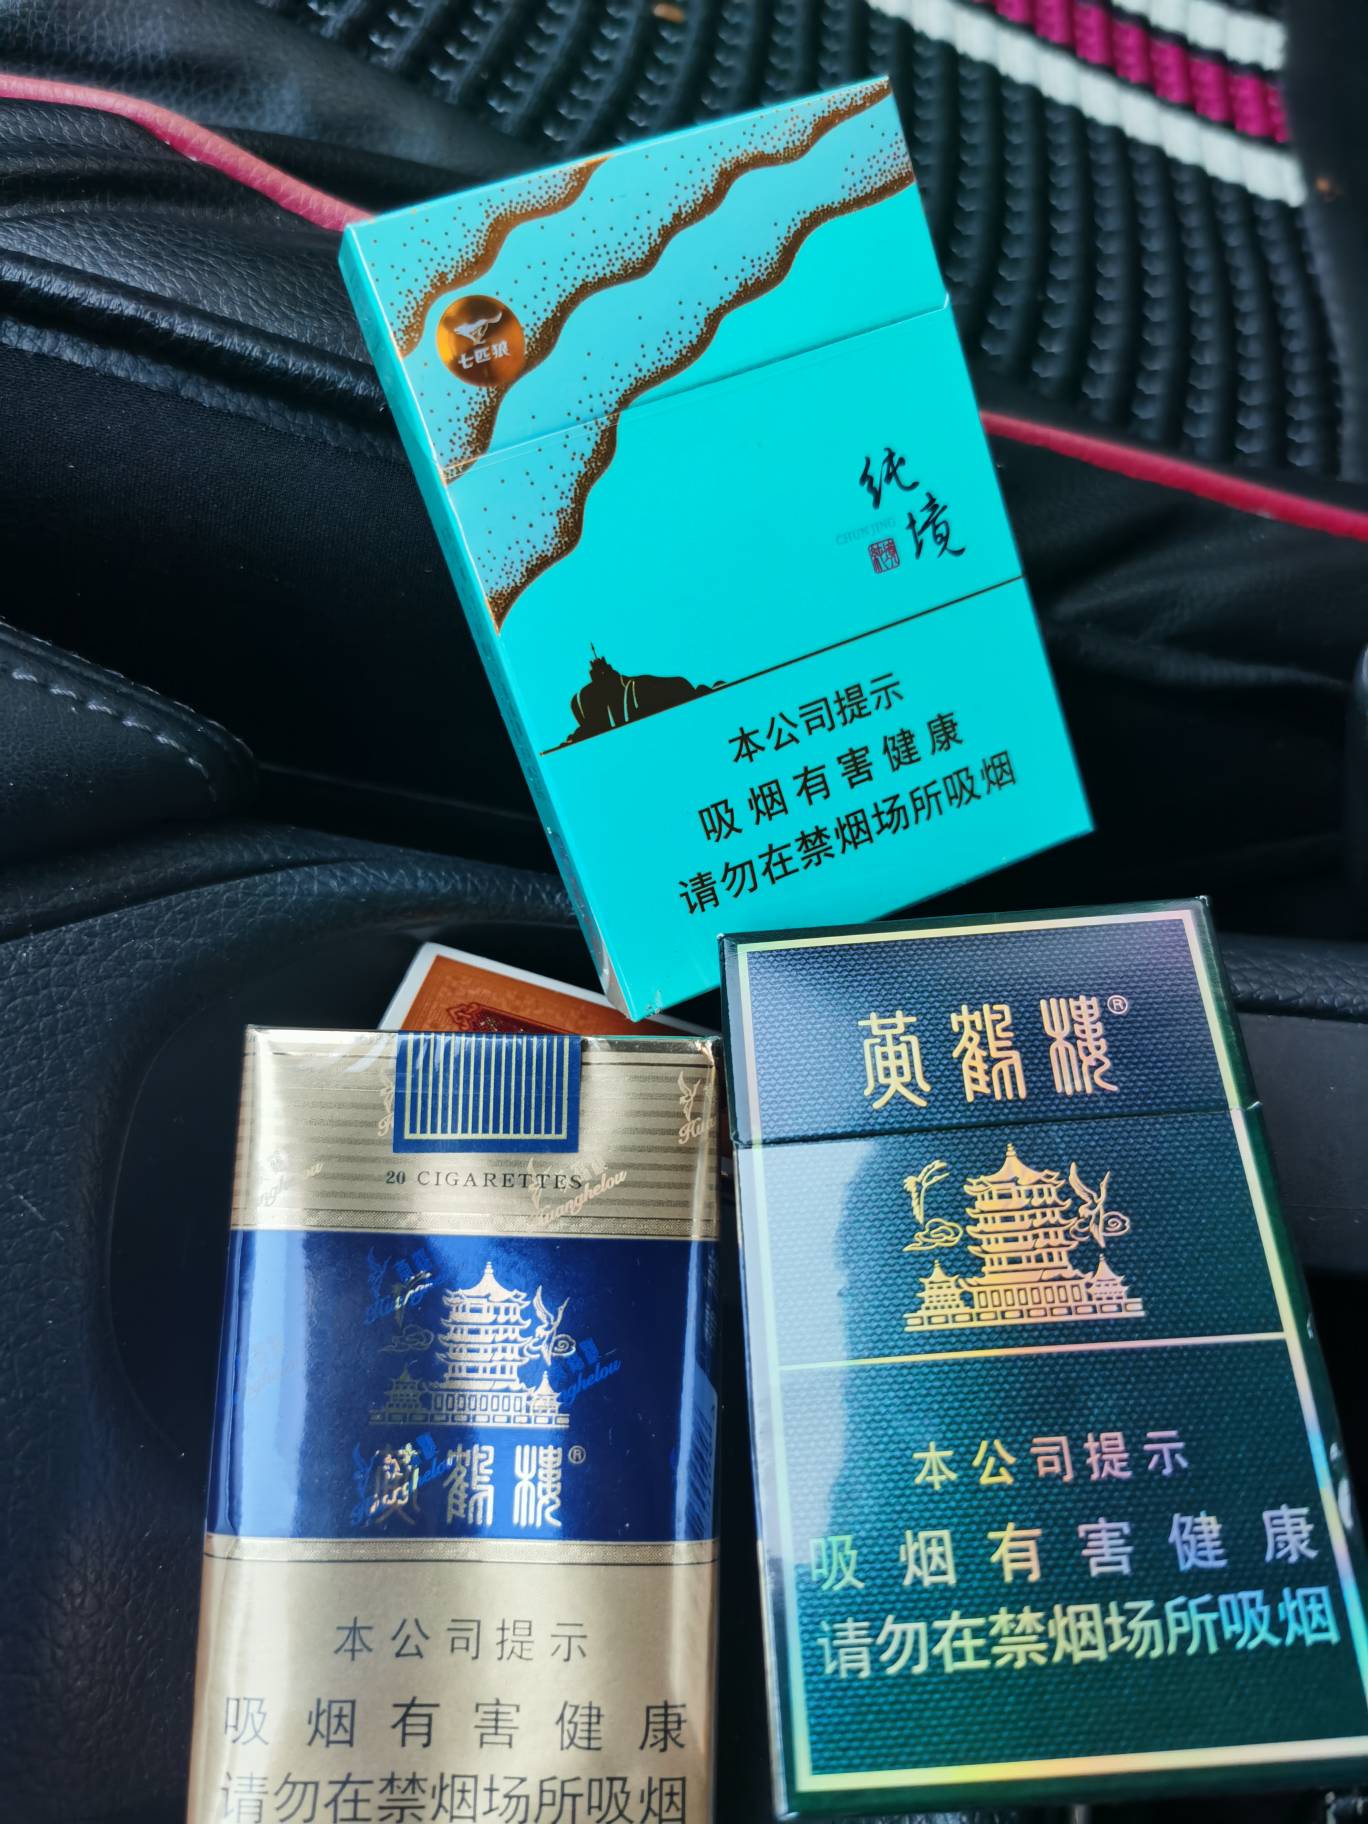 七匹狼
纯境
CHUN JING
本公司提示
吸烟有害健康
请勿在禁烟场所吸烟
黄鹤楼®
本公司提示
吸烟有害健康
请勿在禁烟场所吸烟
20 CIGARETTES
Huanghelou
黄鹤楼®
本公司提示
吸烟有害健康
请勿在禁烟场所吸烟